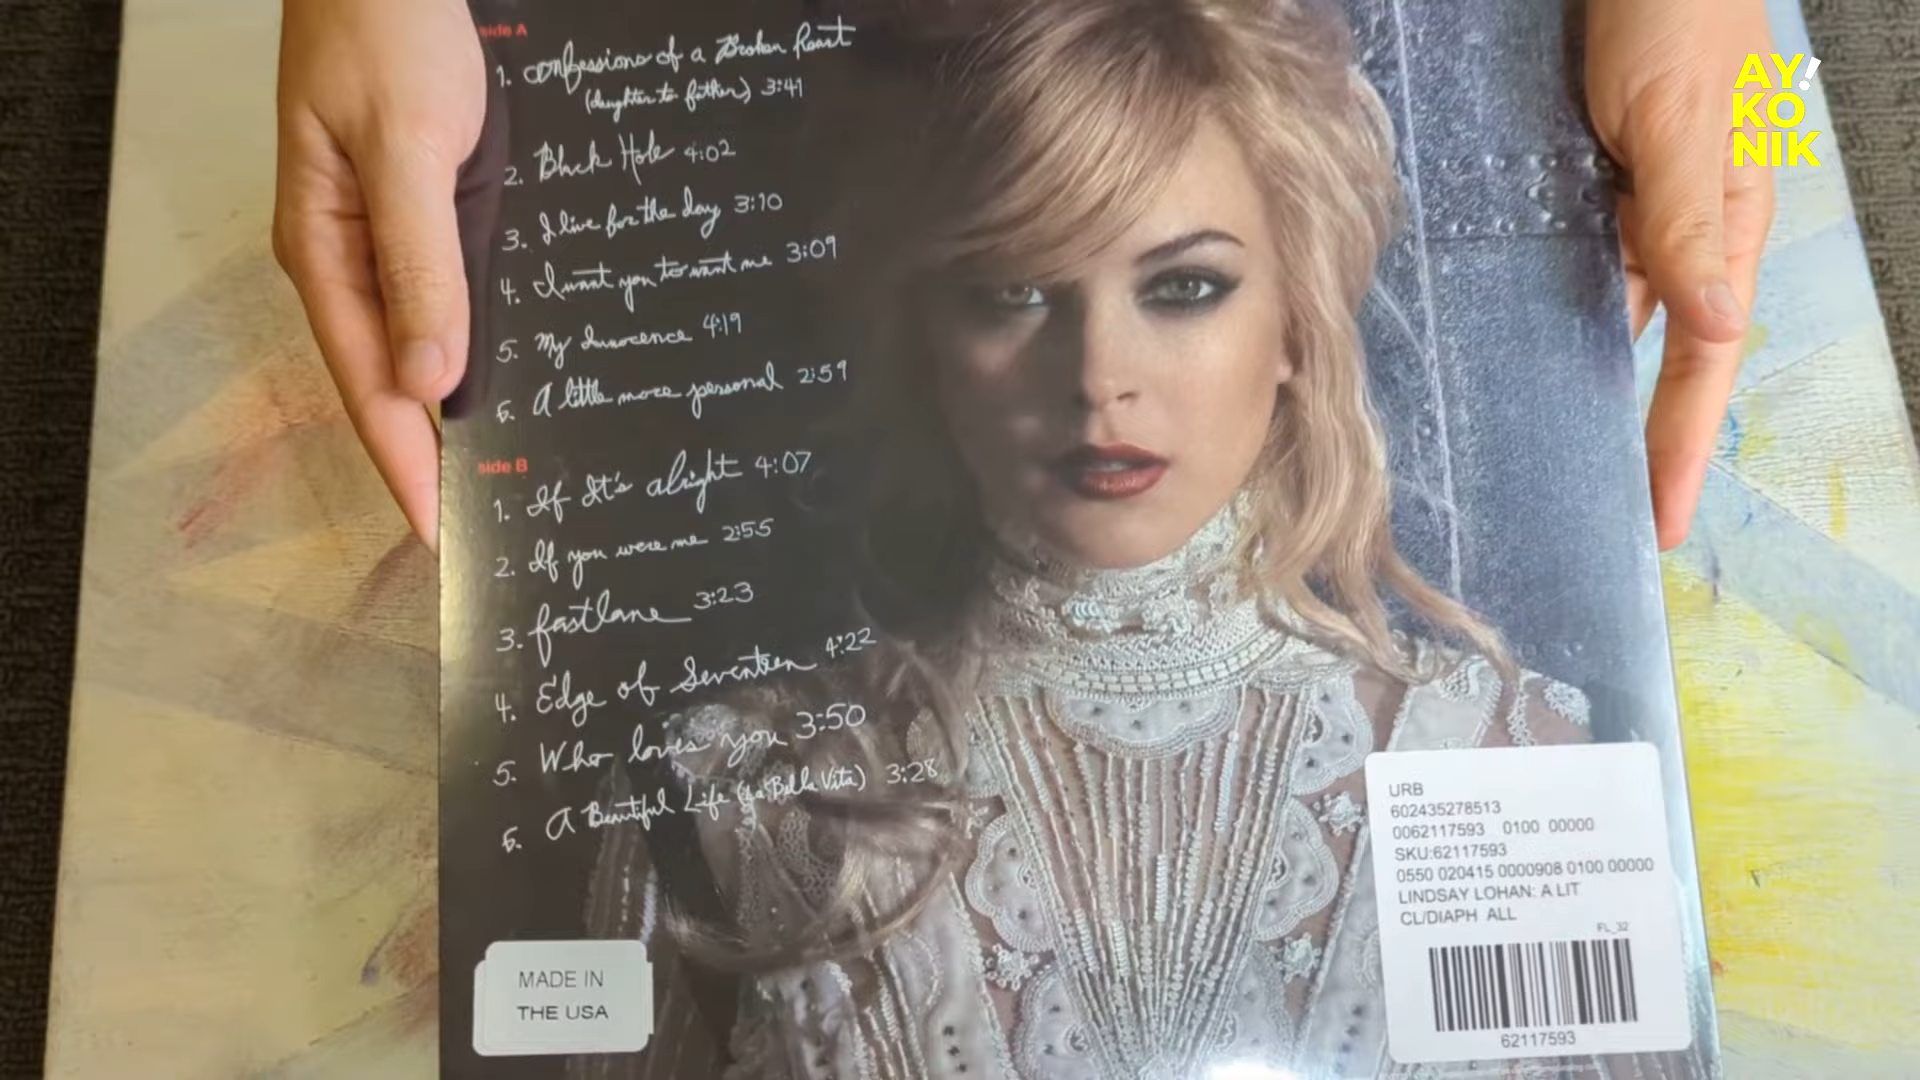 side A
1. Confessions of a Broken Heart
(daughter to father) 3:41
2. Black Hole 4:02
3. I live for the day 3:10
4. I want you to want me 3:09
5. My Innocence 4:19
6. A little more personal 2:59
side B
1. If It's alright 4:07
2. If you were me 2:55
3. fastlane 3:23
4. Edge of Seventeen 4:22
5. Who loves you 3:50
6. A Beautiful Life (La Bella Vita) 3:28
MADE IN
THE USA
URB
602435278513
0062117593 0100 00000
SKU:62117593
0550 020415 0000908 0100 00000
LINDSAY LOHAN: A LIT
CL/DIAPH ALL
FL_32
62117593
AY!
KO
NIK